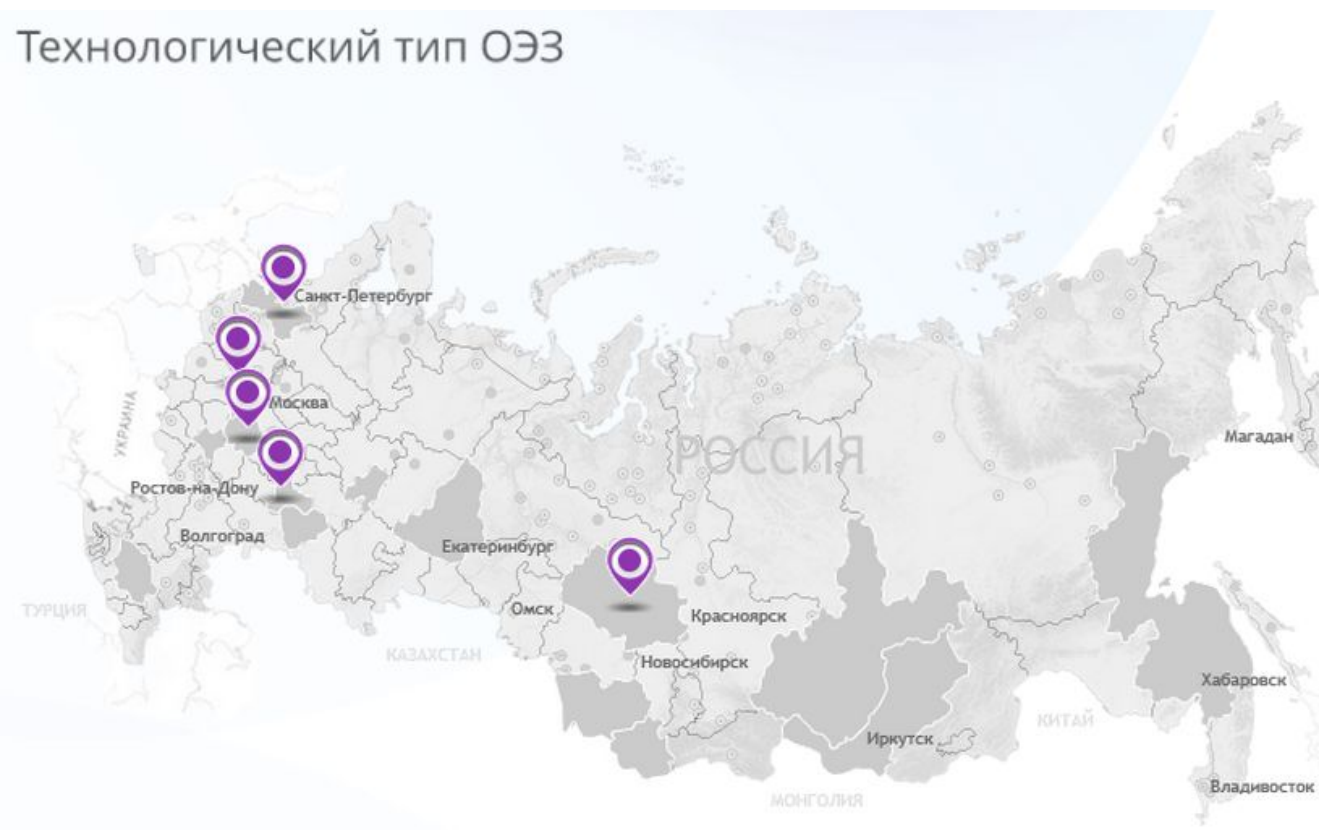 Технологический тип ОЭЗ
Санкт-Петербург
УКРАИНА
Москва
РОССИЯ
Магадан
Ростов-на-Дону
Волгоград
Екатеринбург
ТУРЦИЯ
Омск
Красноярск
КАЗАХСТАН
Новосибирск
Хабаровск
КИТАЙ
Иркутск
Владивосток
МОНГОЛИЯ